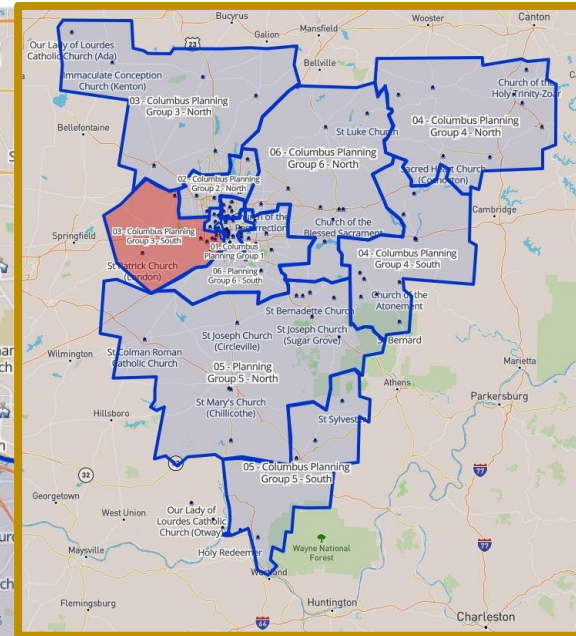 Bucyrus
Wooster
Canton
Mansfield
Galion
23
Our Lady of Lourdes
Catholic Church (Ada)
Bellville
Immaculate Conception
Church (Kenton)
Church of the
Holy Trinity-Zoar
03 - Columbus Planning
Group 3 - North
04 - Columbus Planning
Group 4 - North
Bellefontaine
St Luke Church
06 - Columbus Planning
Group 6 - North
Sacred Heart Church
02 - Columbus Planning
Group 2 - North
Cambridge
Church of the
Church of the
Blessed Sacrament
Springfield
03 - Columbus Planning
Group 3 - South
01. Columbus
Planning Group 1
04 - Columbus Planning
Group 4 - South
St Patrick Church
(London)
06 - Planning
Group 6 - South
Church of the
Atonement
St Bernadette Church
St Joseph Church
(Circleville)
St Joseph Church
(Sugar Grove)
St Bernard
Wilmington
St Colman Roman
Catholic Church
Marietta
05 - Planning
Group 5 - North
Athens
Parkersburg
Hillsboro
St Mary's Church
(Chillicothe)
St Sylvest
05 - Columbus Planning
Group 5 - South
77
32
Georgetown
West Union
Our Lady of
Lourdes Catholic
Church (Otway)
Wayne National
Forest
77
Maysville
Holy Redeemer
Flemingsburg
Huntington
64
Charleston